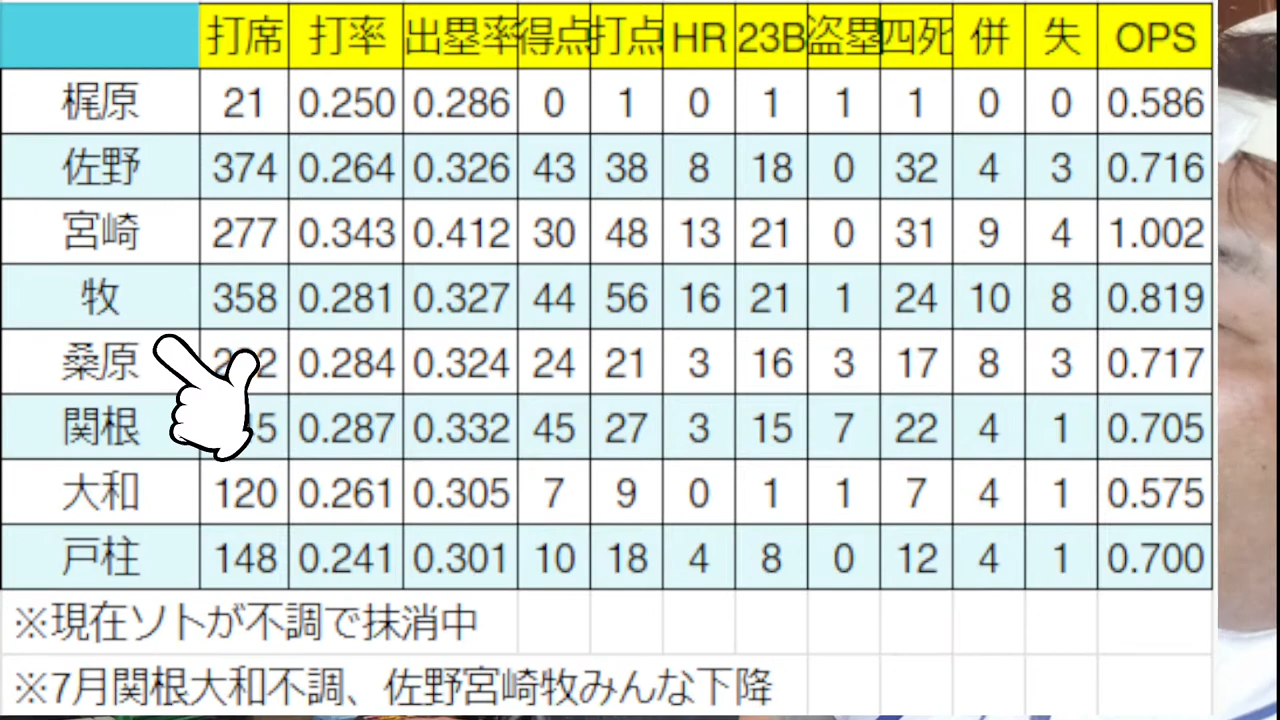 打席 打率 出塁率 得点 打点 HR 23B 盗塁 四死 併 失 OPS
梶原 21 0.250 0.286 0 1 0 1 1 1 0 0 0.586
佐野 374 0.264 0.326 43 38 8 18 0 32 4 3 0.716
宮崎 277 0.343 0.412 30 48 13 21 0 31 9 4 1.002
牧 358 0.281 0.327 44 56 16 21 1 24 10 8 0.819
桑原 0.284 0.324 24 21 3 16 3 17 8 3 0.717
関根 0.287 0.332 45 27 3 15 7 22 4 1 0.705
大和 120 0.261 0.305 7 9 0 1 1 7 4 1 0.575
戸柱 148 0.241 0.301 10 18 4 8 0 12 4 1 0.700
※現在ソトが不調で抹消中
※7月関根大和不調、佐野宮崎牧みんな下降